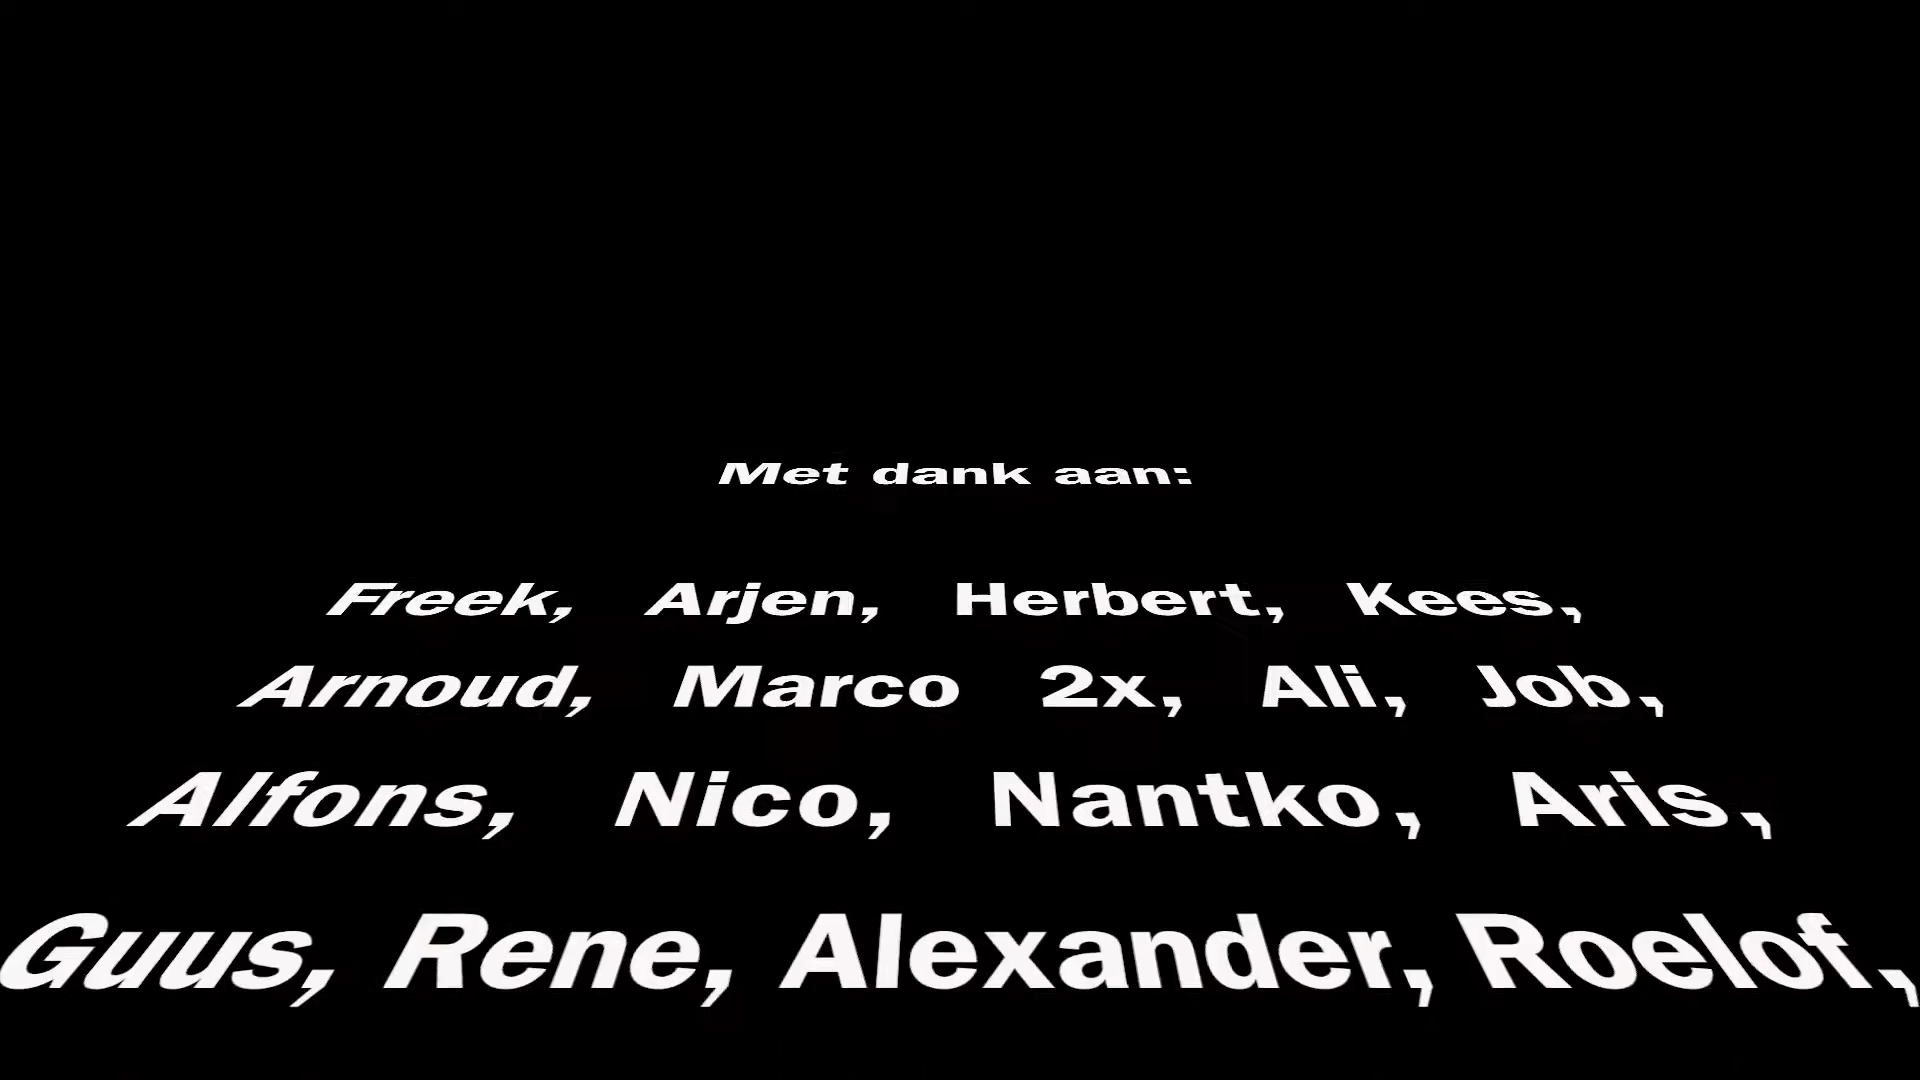 Met dank aan:
Freek, Arjen, Herbert, Kees,
Arnoud, Marco 2x, Ali, Job,
Alfons, Nico, Nantko, Aris,
Guus, Rene, Alexander, Roelof,